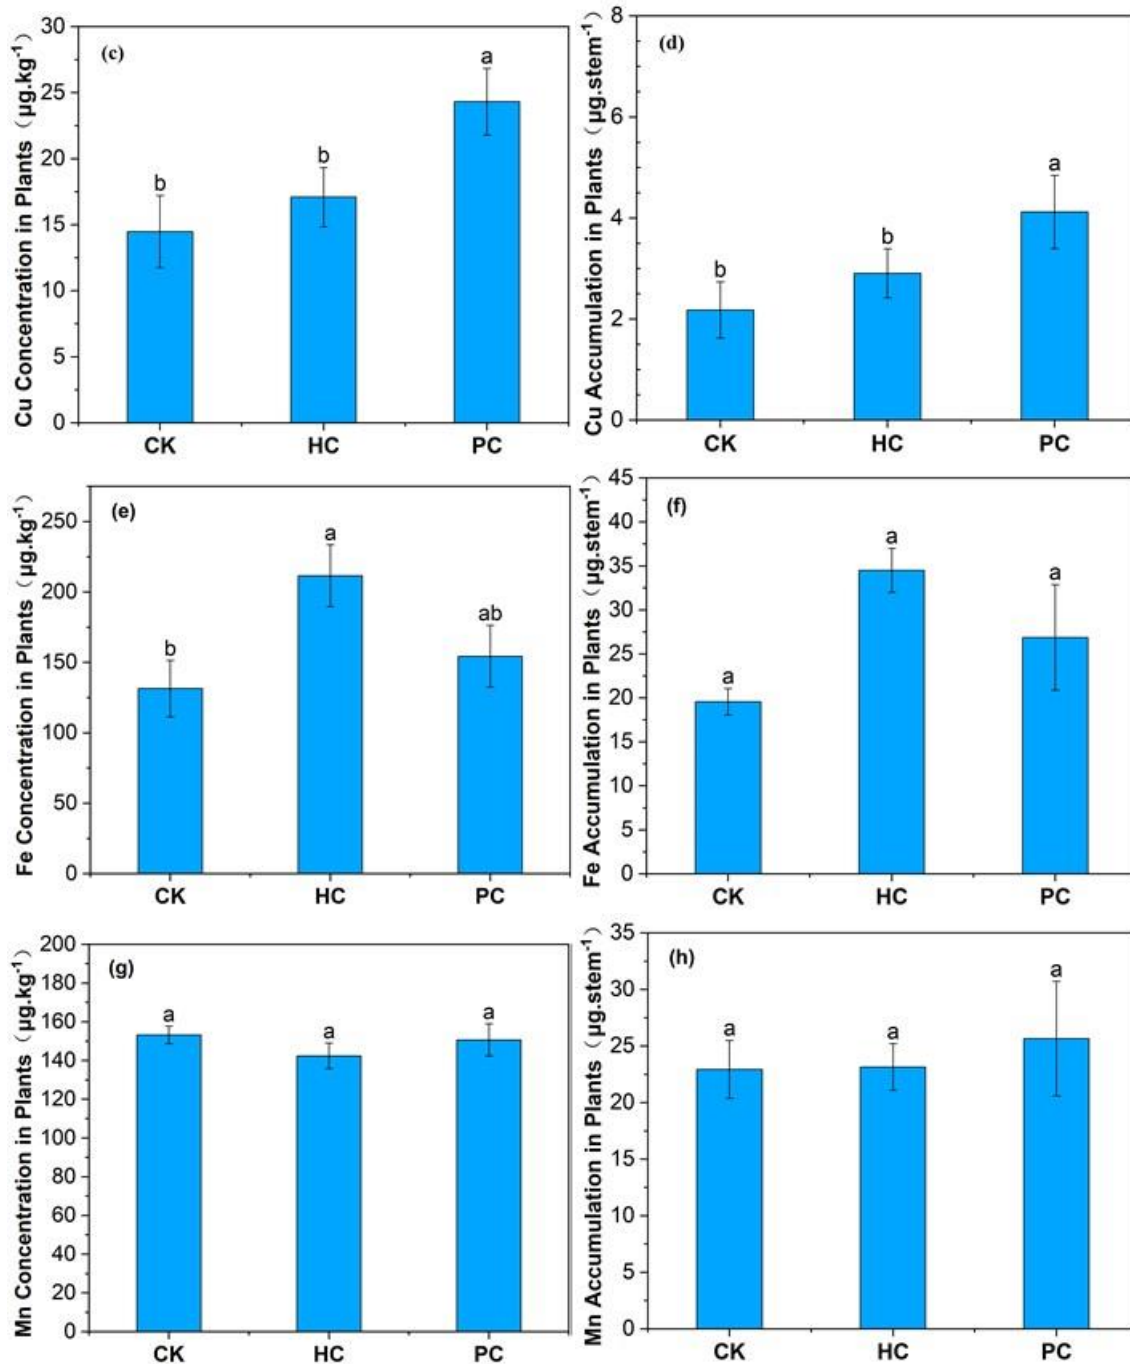 (c)
Cu Concentration in Plants（μg.kg⁻¹)
30
25
20
15
10
5
0
b
b
a
CK HC PC
(d)
Cu Accumulation in Plants（μg.stem⁻¹)
8
6
4
2
0
b
b
a
CK HC PC
(e)
Fe Concentration in Plants（μg.kg⁻¹)
250
200
150
100
50
0
b
a
ab
CK HC PC
(f)
Fe Accumulation in Plants（μg.stem⁻¹)
45
40
35
30
25
20
15
10
5
0
a
a
a
CK HC PC
(g)
Mn Concentration in Plants（μg.kg⁻¹)
200
180
160
140
120
100
80
60
40
20
0
a
a
a
CK HC PC
(h)
Mn Accumulation in Plants（μg.stem⁻¹)
35
30
25
20
15
10
5
0
a
a
a
CK HC PC